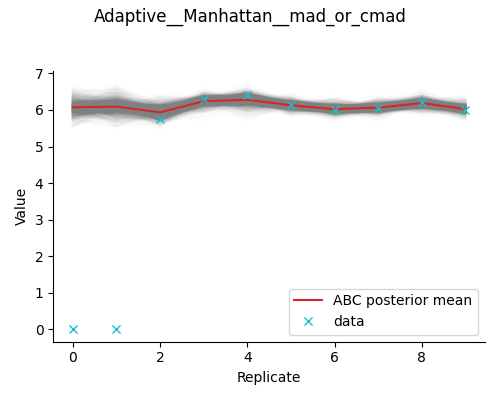 Adaptive__Manhattan__mad_or_cmad
7
6
5
4
3
2
1
0
Value
0 2 4 6 8
Replicate
ABC posterior mean
data